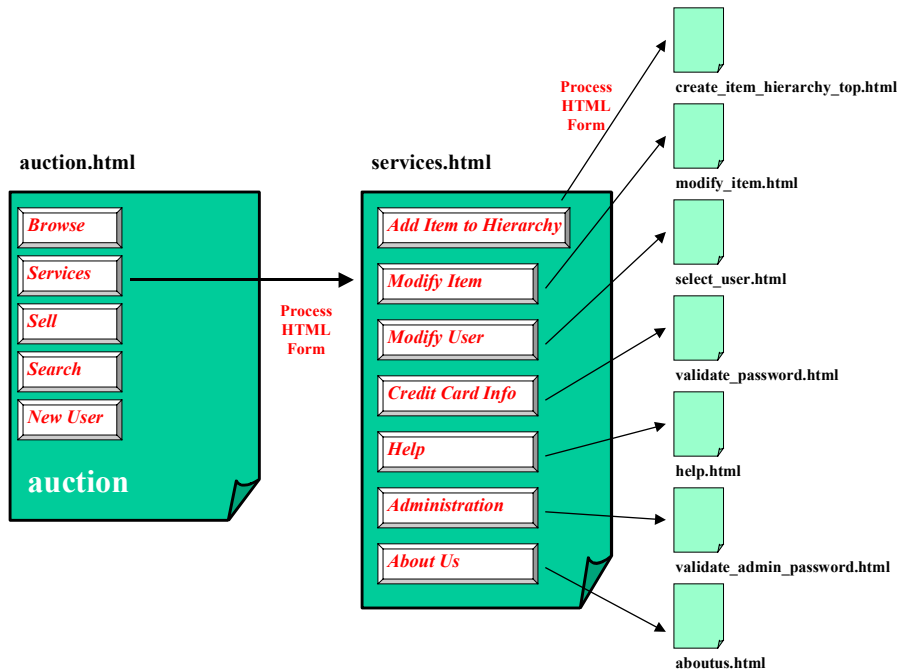 auction.html
Browse
Services
Sell
Search
New User
auction
Process
HTML
Form
services.html
Add Item to Hierarchy
Modify Item
Modify User
Credit Card Info
Help
Administration
About Us
Process
HTML
Form
create_item_hierarchy_top.html
modify_item.html
select_user.html
validate_password.html
help.html
validate_admin_password.html
aboutus.html